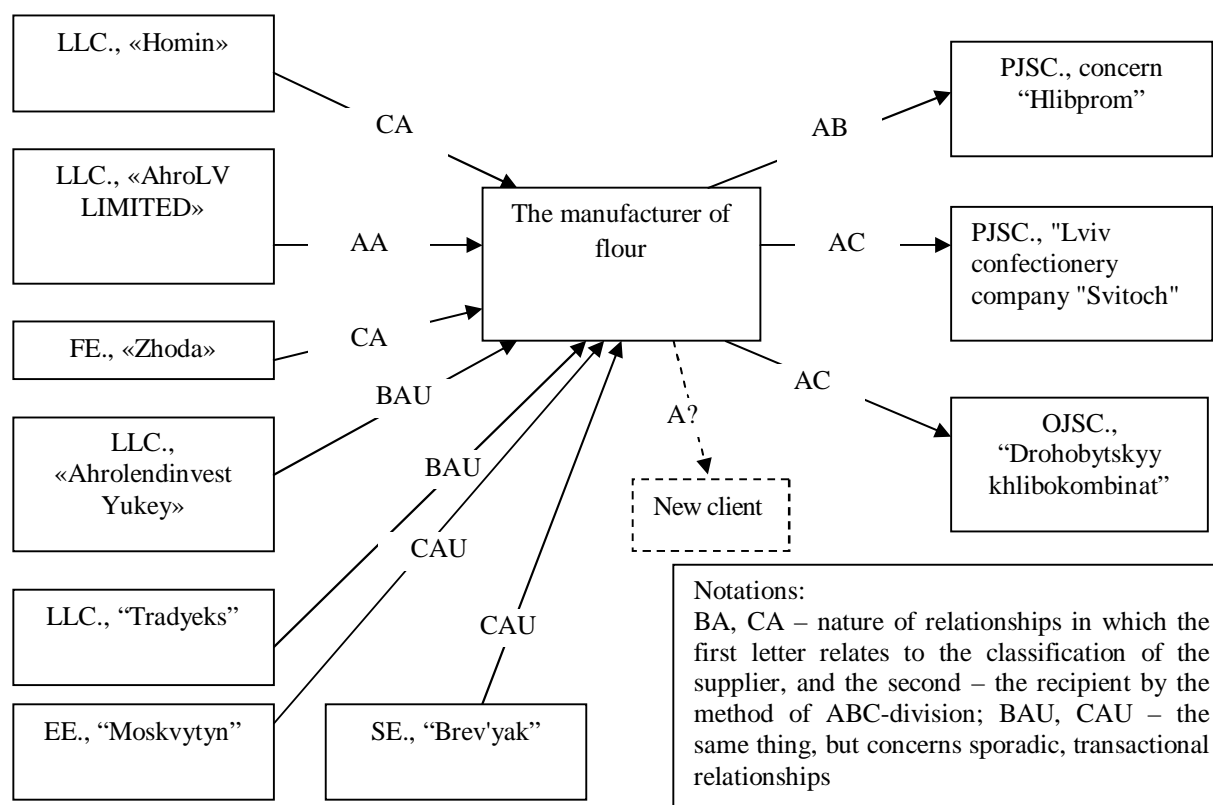 LLC., «Homin»
CA
LLC., «AhroLV
LIMITED»
AA
FE., «Zhoda»
CA
LLC.,
«Ahrolendinvest
Yukey»
BAU
LLC., “Tradyeks”
BAU
EE., “Moskvytyn”
CAU
SE., “Brev'yak”
CAU
The manufacturer of
flour
AB
PJSC., concern
“Hlibprom”
AC
PJSC., "Lviv
confectionery
company "Svitoch"
AC
OJSC.,
“Drohobytskyy
khlibokombinat”
A?
New client
Notations:
BA, CA – nature of relationships in which the
first letter relates to the classification of the
supplier, and the second – the recipient by the
method of ABC-division; BAU, CAU – the
same thing, but concerns sporadic, transactional
relationships